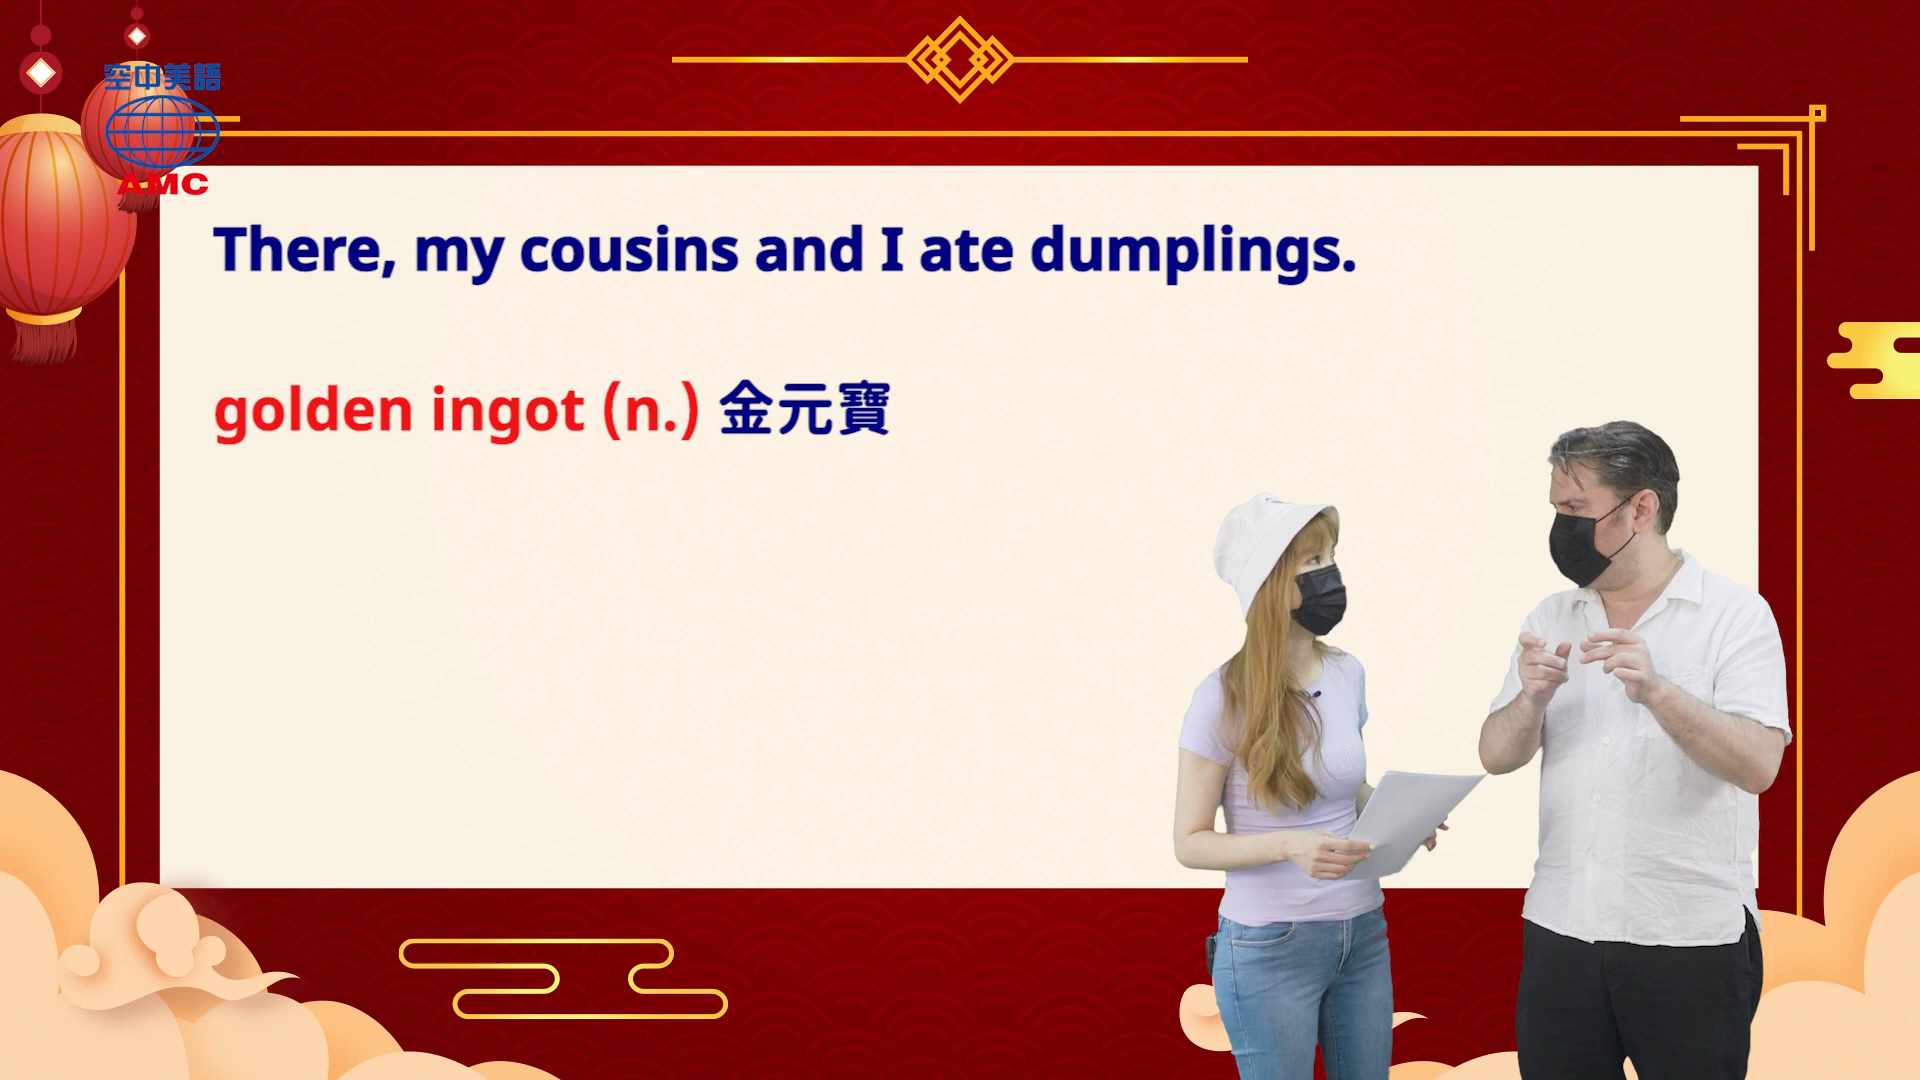 空中美語
AMC
There, my cousins and I ate dumplings.
golden ingot (n.) 金元寶